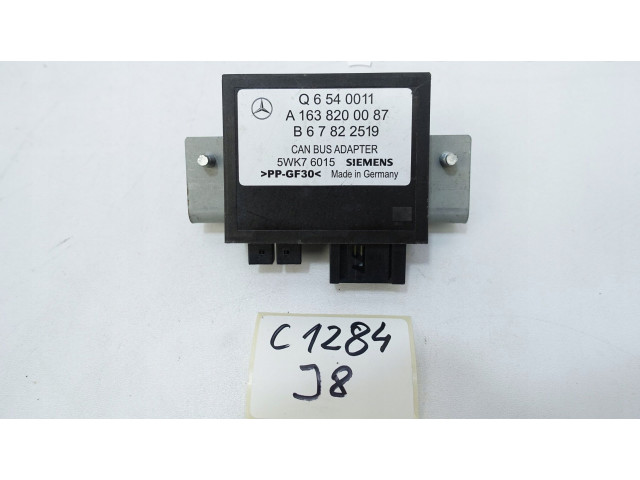 Q 6 54 0011
A 163 820 00 87
B 6 7 82 2519
CAN BUS ADAPTER
5WK7 6015 SIEMENS
>PP-GF30< Made in Germany
C1284
J8